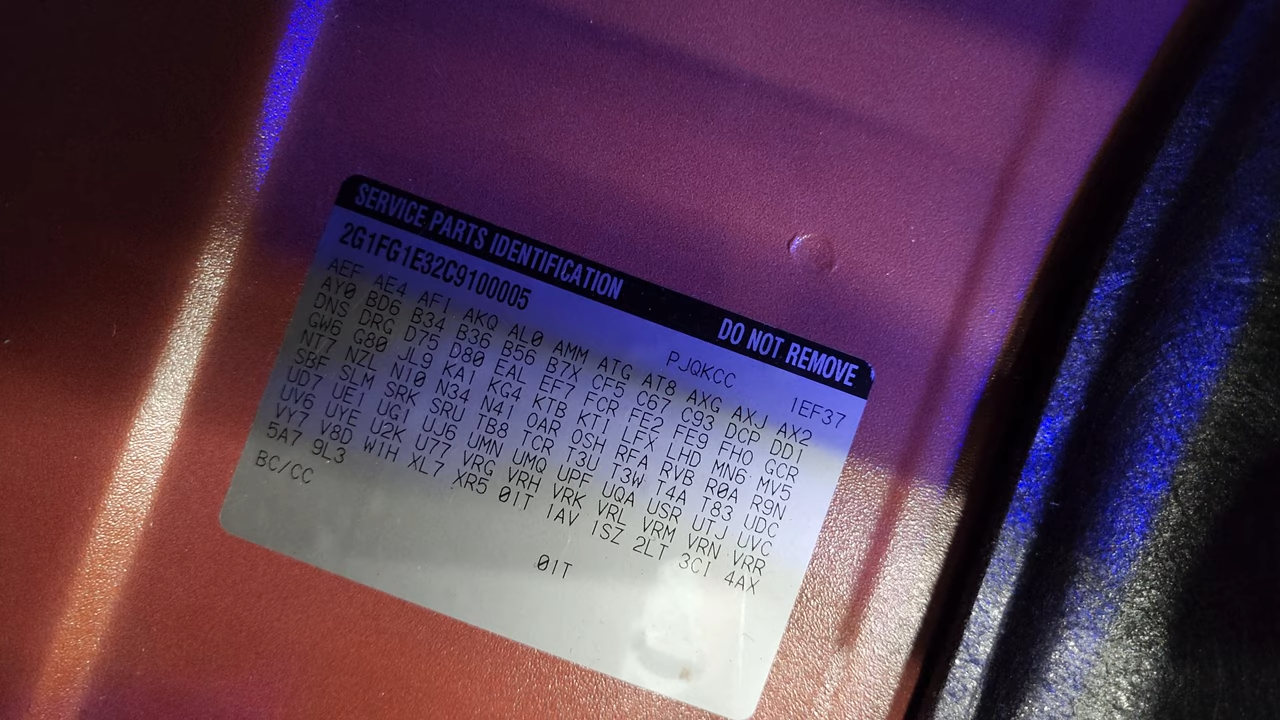 SERVICE PARTS IDENTIFICATION DO NOT REMOVE
2G1FG1E32C9100005 PJQKCC 1EF37
AEF AE4 AF1 AKQ AL0 AMM ATG AT8 AXG AXJ AX2
AY0 BD6 B34 B36 B56 B7X CF5 C67 C93 DCP DD1
DNS DRG D75 D80 EAL EF7 FCR FE2 FE9 FHO GCR
GW6 G80 JL9 KA1 KG4 KTB KTI LFX LHD MN6 MV5
NT7 NZL N10 N34 N41 OAR OSH RFA RVB R0A R9N
SBF SLM SRK SRU TB8 TCR T3U T3W T4A T83 UDC
UD7 UE1 UG1 UJ6 UMN UMQ UPF UQA USR UTJ UVC
UV6 UYE U2K U77 VRG VRH VRK VRL VRM VRN VRR
VY7 V8D W1H XL7 XR5 01T 1AV 1SZ 2LT 3C1 4AX
5A7 9L3
BC/CC 01T